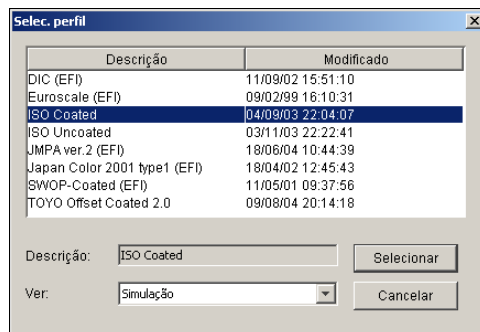 Selec. perfil
Descrição Modificado
DIC (EFI) 11/09/02 15:51:10
Euroscale (EFI) 09/02/99 16:10:31
ISO Coated 04/09/03 22:04:07
ISO Uncoated 03/11/03 22:22:41
JMPA ver.2 (EFI) 18/06/04 10:44:39
Japan Color 2001 type1 (EFI) 18/04/02 12:45:43
SWOP-Coated (EFI) 11/05/01 09:37:56
TOYO Offset Coated 2.0 09/08/04 20:14:18
Descrição: ISO Coated Selecionar
Ver: Simulação Cancelar